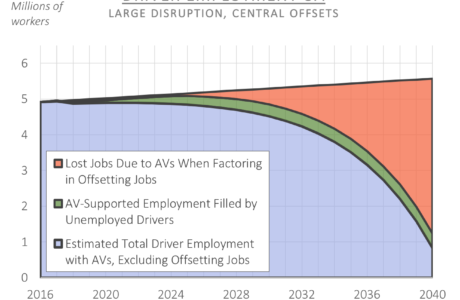 Millions of
workers
LARGE DISRUPTION, CENTRAL OFFSETS
6
5
4
3
2
1
0
Lost Jobs Due to AVs When Factoring
in Offsetting Jobs
AV-Supported Employment Filled by
Unemployed Drivers
Estimated Total Driver Employment
with AVs, Excluding Offsetting Jobs
2016
2020
2024
2028
2032
2036
2040